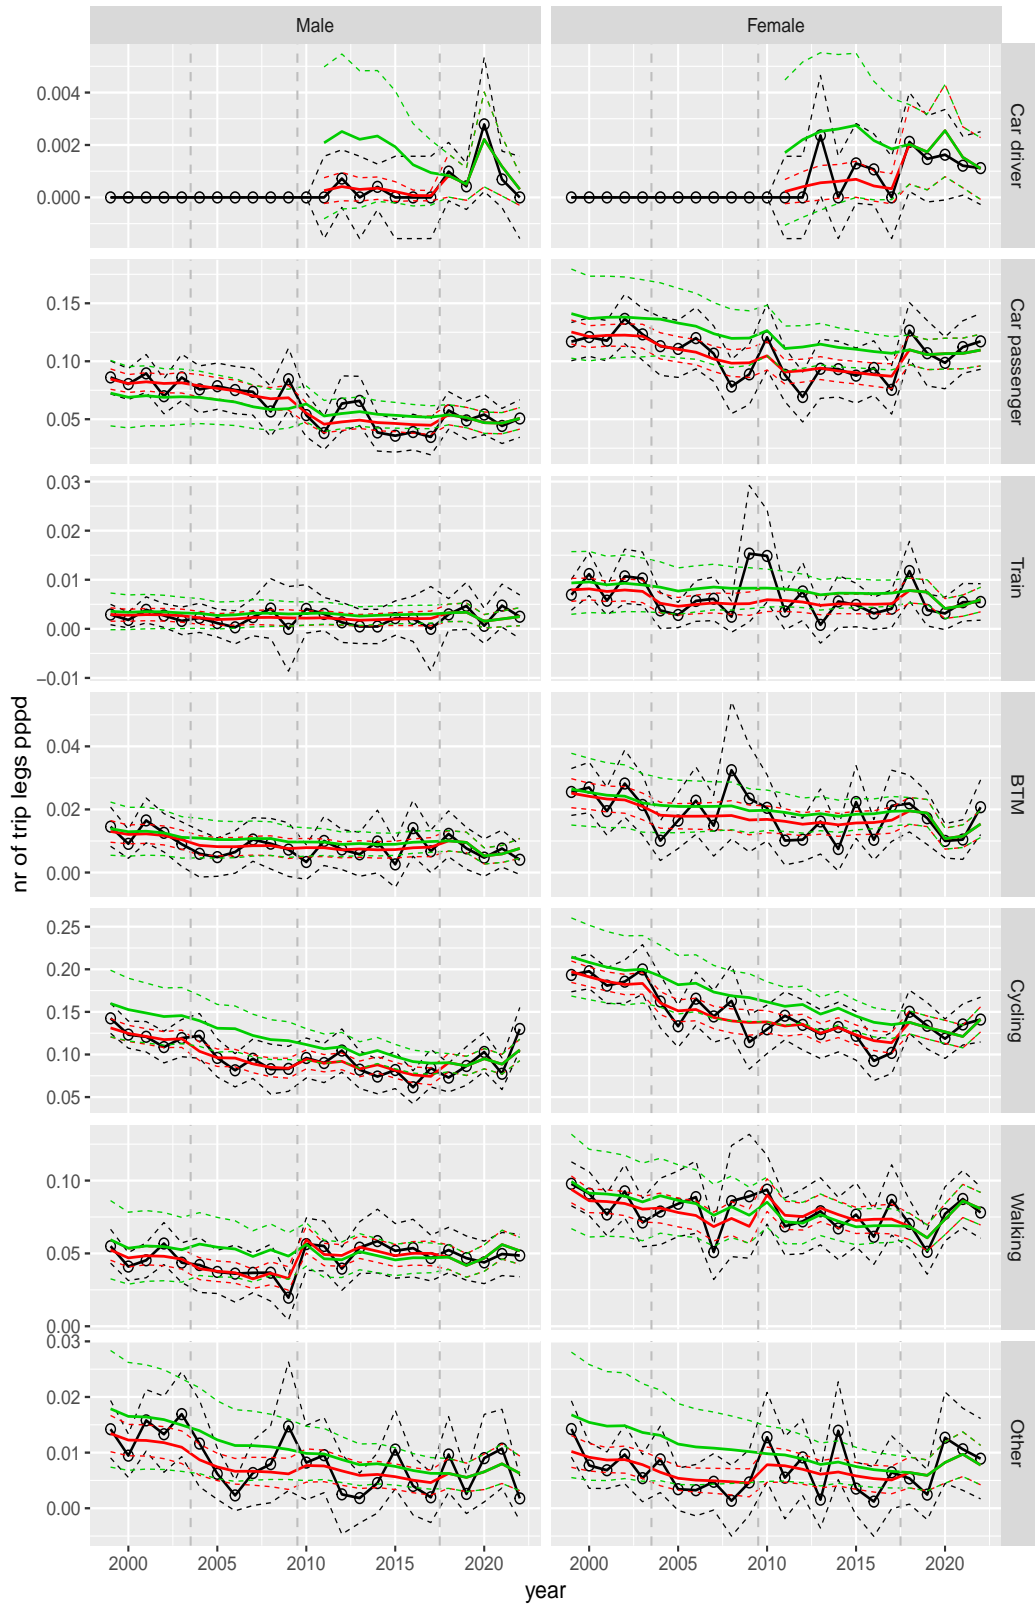 Male Female
0.004
0.002
0.000
Car driver
0.15
0.10
0.05
Car passenger
0.03
0.02
0.01
0.00
−0.01
Train
0.04
0.02
0.00
BTM
0.25
0.20
0.15
0.10
0.05
Cycling
0.10
0.05
0.00
Walking
0.03
0.02
0.01
0.00
Other
nr of trip legs pppd
2000 2005 2010 2015 2020 2000 2005 2010 2015 2020
year